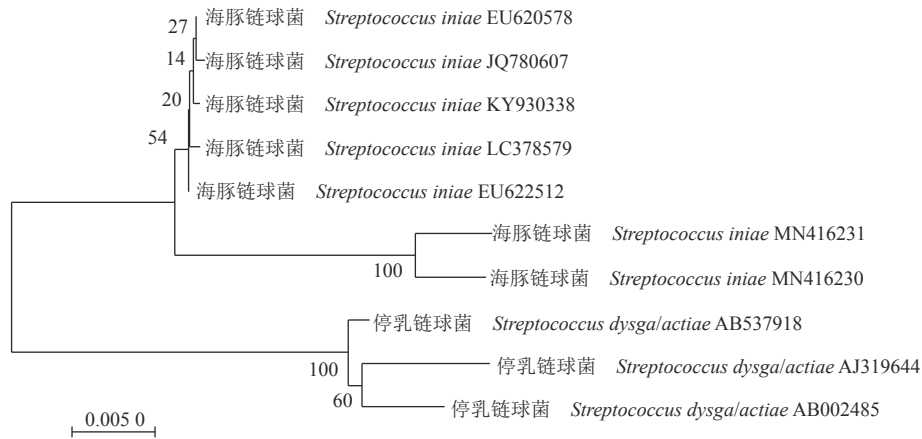 27
海豚链球菌 Streptococcus iniae EU620578
14
海豚链球菌 Streptococcus iniae JQ780607
20
海豚链球菌 Streptococcus iniae KY930338
54
海豚链球菌 Streptococcus iniae LC378579
海豚链球菌 Streptococcus iniae EU622512
海豚链球菌 Streptococcus iniae MN416231
100
海豚链球菌 Streptococcus iniae MN416230
停乳链球菌 Streptococcus dysga/actiae AB537918
100
停乳链球菌 Streptococcus dysga/actiae AJ319644
60
停乳链球菌 Streptococcus dysga/actiae AB002485
0.005 0